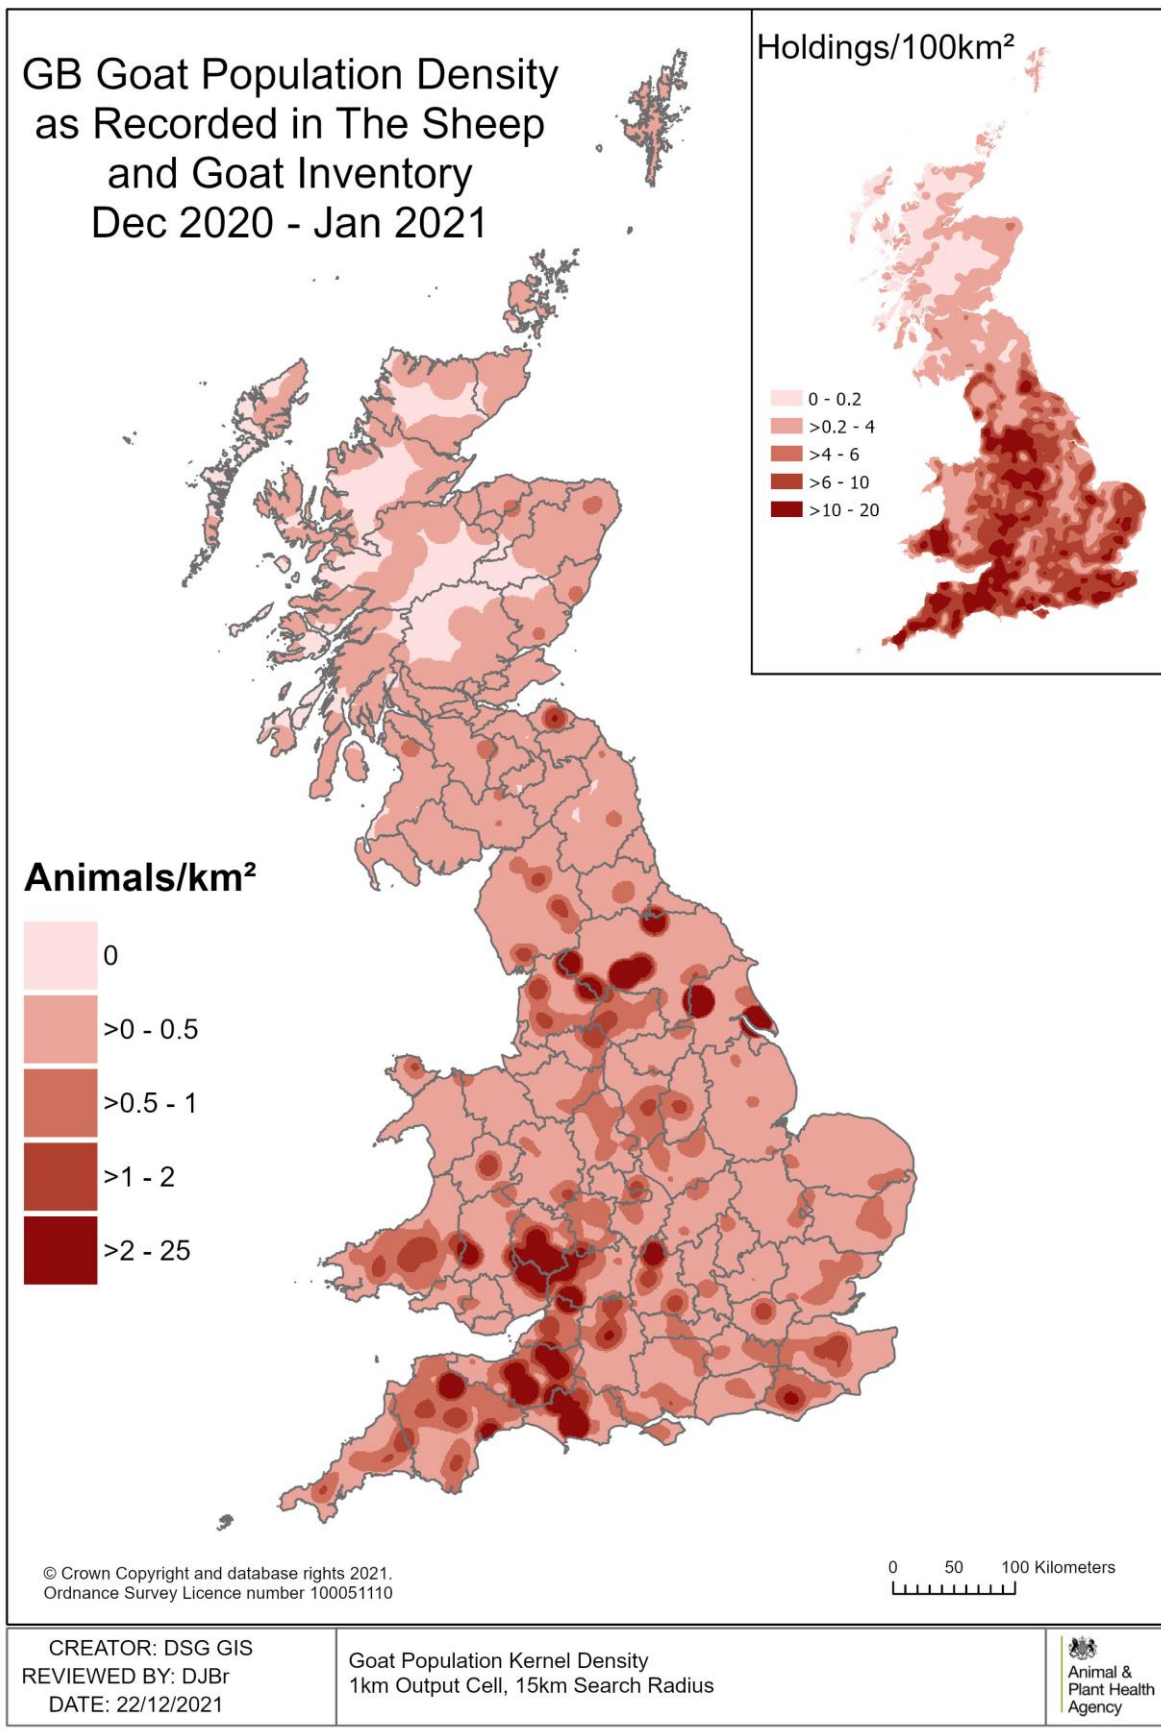 GB Goat Population Density
as Recorded in The Sheep
and Goat Inventory
Dec 2020 - Jan 2021
Holdings/100km²
0 - 0.2
>0.2 - 4
>4 - 6
>6 - 10
>10 - 20
Animals/km²
0
>0 - 0.5
>0.5 - 1
>1 - 2
>2 - 25
© Crown Copyright and database rights 2021.
Ordnance Survey Licence number 100051110
0 50 100 Kilometers
CREATOR: DSG GIS
REVIEWED BY: DJBr
DATE: 22/12/2021
Goat Population Kernel Density
1km Output Cell, 15km Search Radius
Animal &
Plant Health
Agency